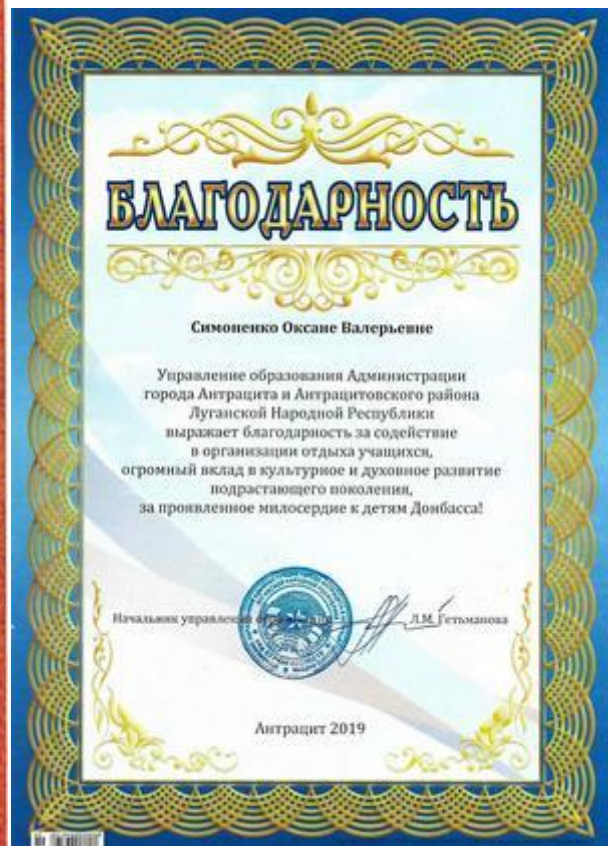 БЛАГОДАРНОСТЬ
Симоненко Оксане Валерьевне
Управление образования Администрации
города Антрацита и Антрацитовского района
Луганской Народной Республики
выражает благодарность за содействие
в организации отдыха учащихся,
огромный вклад в культурное и духовное развитие
подрастающего поколения,
за проявленное милосердие к детям Донбасса!
Начальник управления образования Л.М. Гетьманова
Антрацит 2019